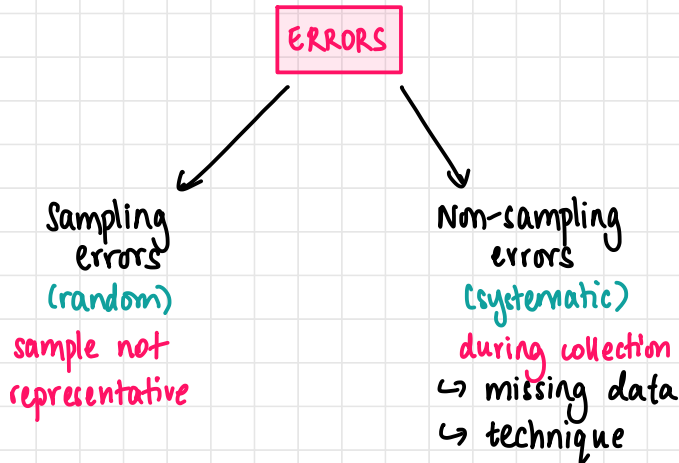 ERRORS
Sampling
errors
(random)
sample not
representative
Non-sampling
errors
(systematic)
during collection
↪ missing data
↪ technique